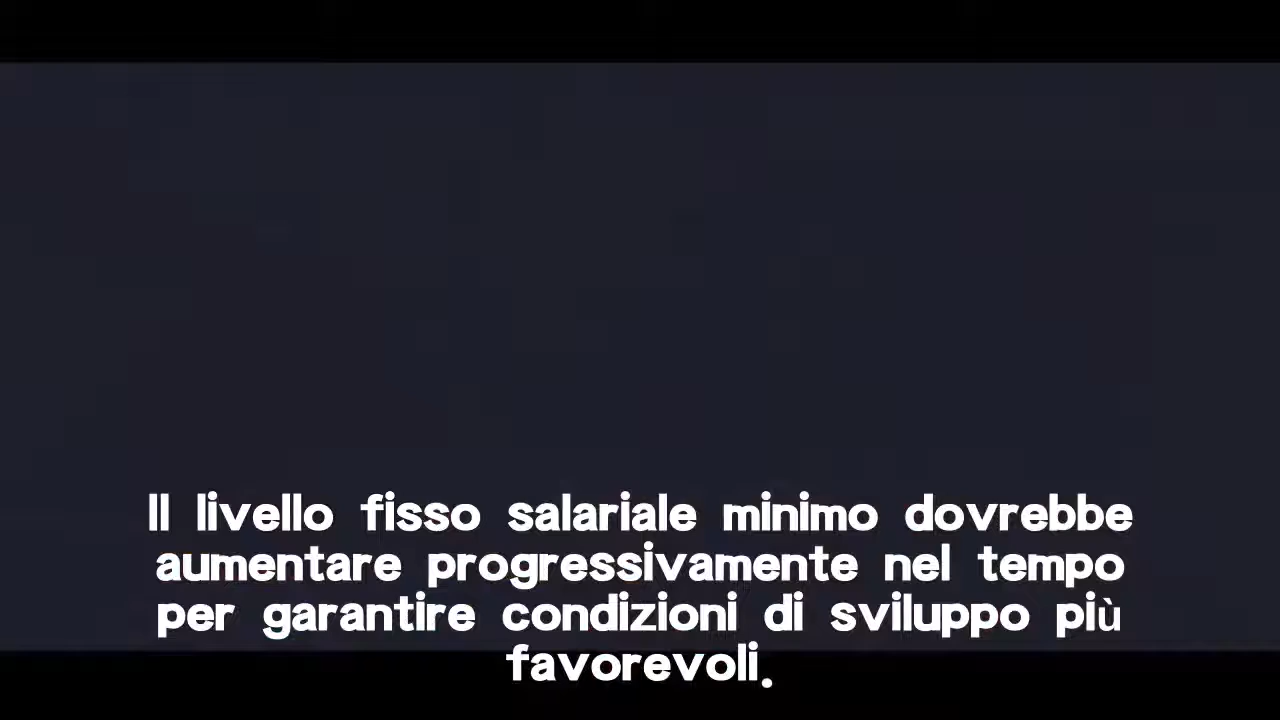 Il livello fisso salariale minimo dovrebbe
aumentare progressivamente nel tempo
per garantire condizioni di sviluppo più
favorevoli.